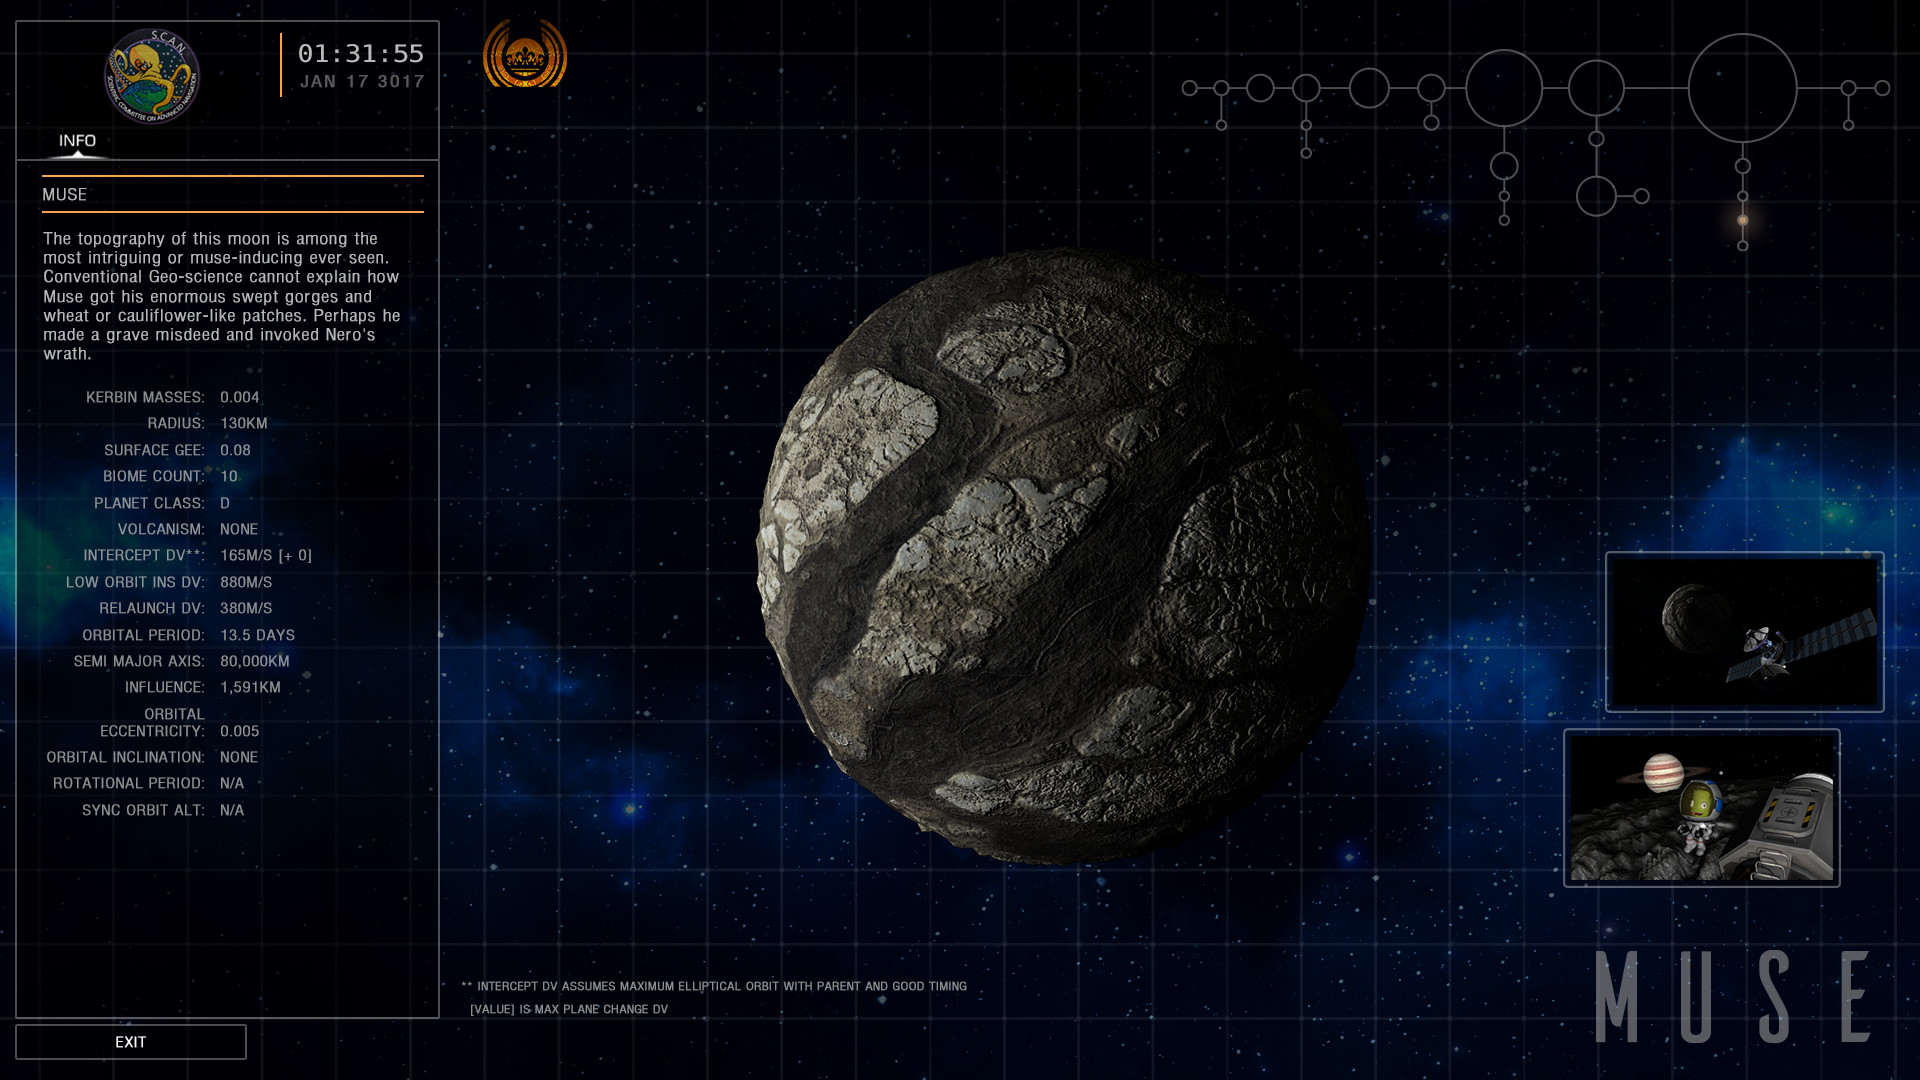 S.C.A.N.
SCIENTIFIC COMMITTEE ON ADVANCED NAVIGATION
01:31:55
JAN 17 3017
INFO
MUSE
The topography of this moon is among the
most intriguing or muse-inducing ever seen.
Conventional Geo-science cannot explain how
Muse got his enormous swept gorges and
wheat or cauliflower-like patches. Perhaps he
made a grave misdeed and invoked Nero's
wrath.
KERBIN MASSES: 0.004
RADIUS: 130KM
SURFACE GEE: 0.08
BIOME COUNT: 10
PLANET CLASS: D
VOLCANISM: NONE
INTERCEPT DV**: 165M/S [+ 0]
LOW ORBIT INS DV: 880M/S
RELAUNCH DV: 380M/S
ORBITAL PERIOD: 13.5 DAYS
SEMI MAJOR AXIS: 80,000KM
INFLUENCE: 1,591KM
ORBITAL
ECCENTRICITY: 0.005
ORBITAL INCLINATION: NONE
ROTATIONAL PERIOD: N/A
SYNC ORBIT ALT: N/A
** INTERCEPT DV ASSUMES MAXIMUM ELLIPTICAL ORBIT WITH PARENT AND GOOD TIMING
[VALUE] IS MAX PLANE CHANGE DV
EXIT
MUSE